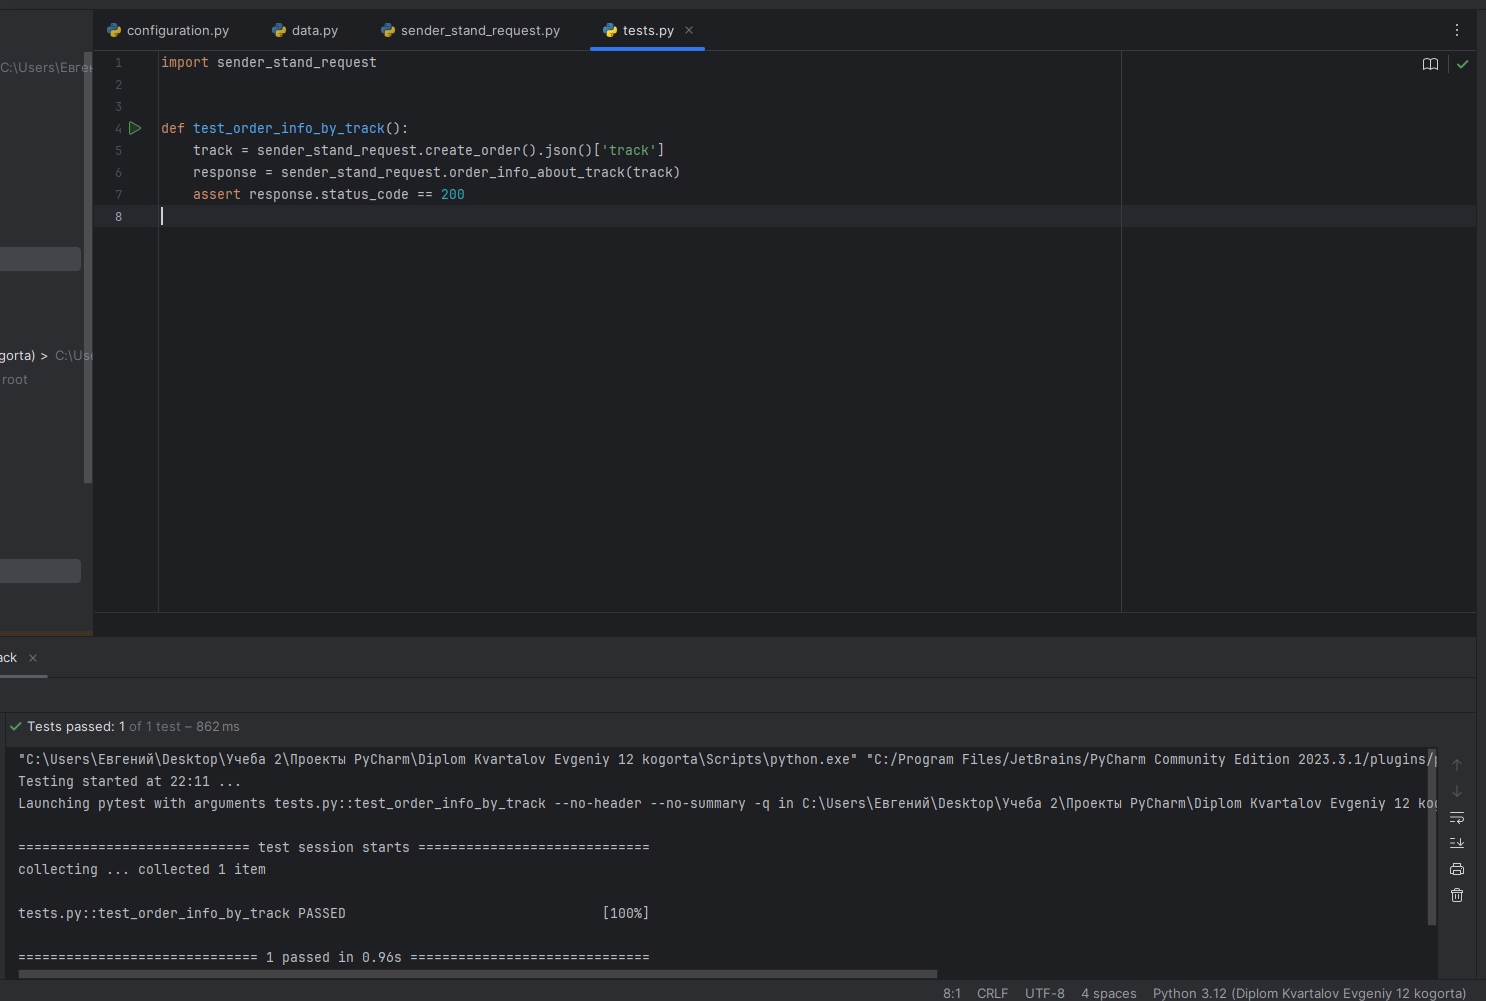 configuration.py data.py sender_stand_request.py tests.py
C:\Users\Евген
1 import sender_stand_request
2
3
4 def test_order_info_by_track():
5 track = sender_stand_request.create_order().json()['track']
6 response = sender_stand_request.order_info_about_track(track)
7 assert response.status_code == 200
8
gorta) > C:\Use
root
ack
Tests passed: 1 of 1 test – 862 ms
"C:\Users\Евгений\Desktop\Учеба 2\Проекты PyCharm\Diplom Kvartalov Evgeniy 12 kogorta\Scripts\python.exe" "C:/Program Files/JetBrains/PyCharm Community Edition 2023.3.1/plugins/p
Testing started at 22:11 ...
Launching pytest with arguments tests.py::test_order_info_by_track --no-header --no-summary -q in C:\Users\Евгений\Desktop\Учеба 2\Проекты PyCharm\Diplom Kvartalov Evgeniy 12 kog
============================= test session starts =============================
collecting ... collected 1 item
tests.py::test_order_info_by_track PASSED [100%]
============================== 1 passed in 0.96s ==============================
8:1 CRLF UTF-8 4 spaces Python 3.12 (Diplom Kvartalov Evgeniy 12 kogorta)